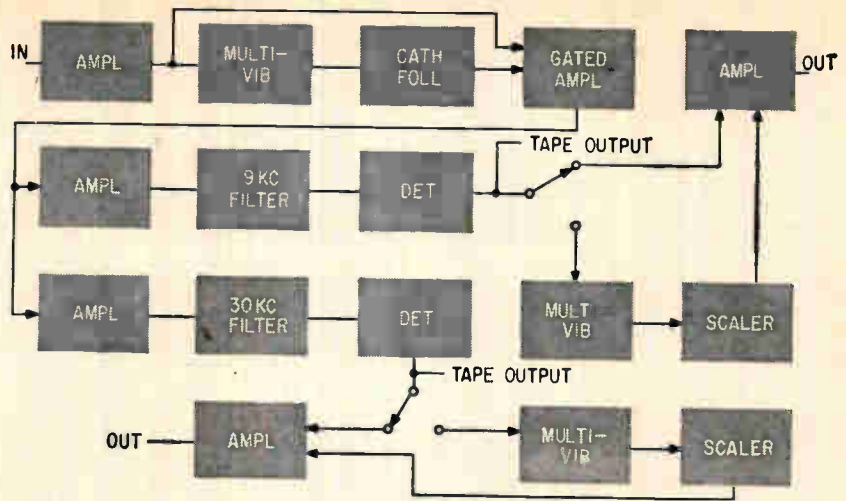 IN
AMPL
MULTI-
VIB
CATH
FOLL
GATED
AMPL
AMPL
OUT
AMPL
9 KC
FILTER
DET
TAPE OUTPUT
AMPL
30 KC
FILTER
DET
MULTI
VIB
SCALER
TAPE OUTPUT
OUT
AMPL
MULTI-
VIB
SCALER